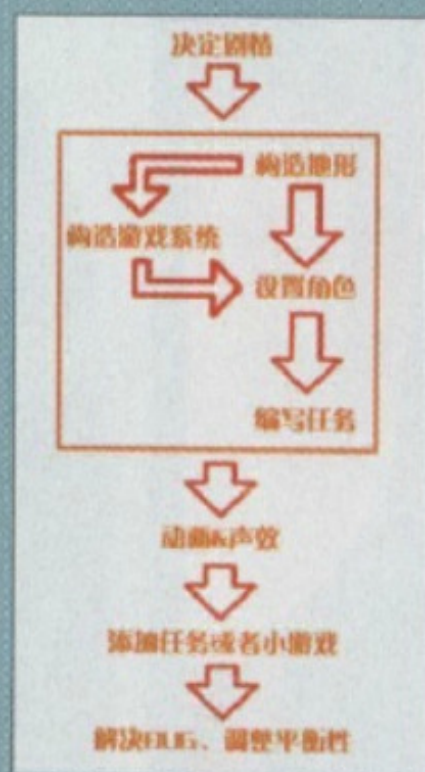 决定剧情
构造地形
构造游戏系统
设置角色
编写任务
动画&声效
添加任务或者小游戏
解决BUG、调整平衡性